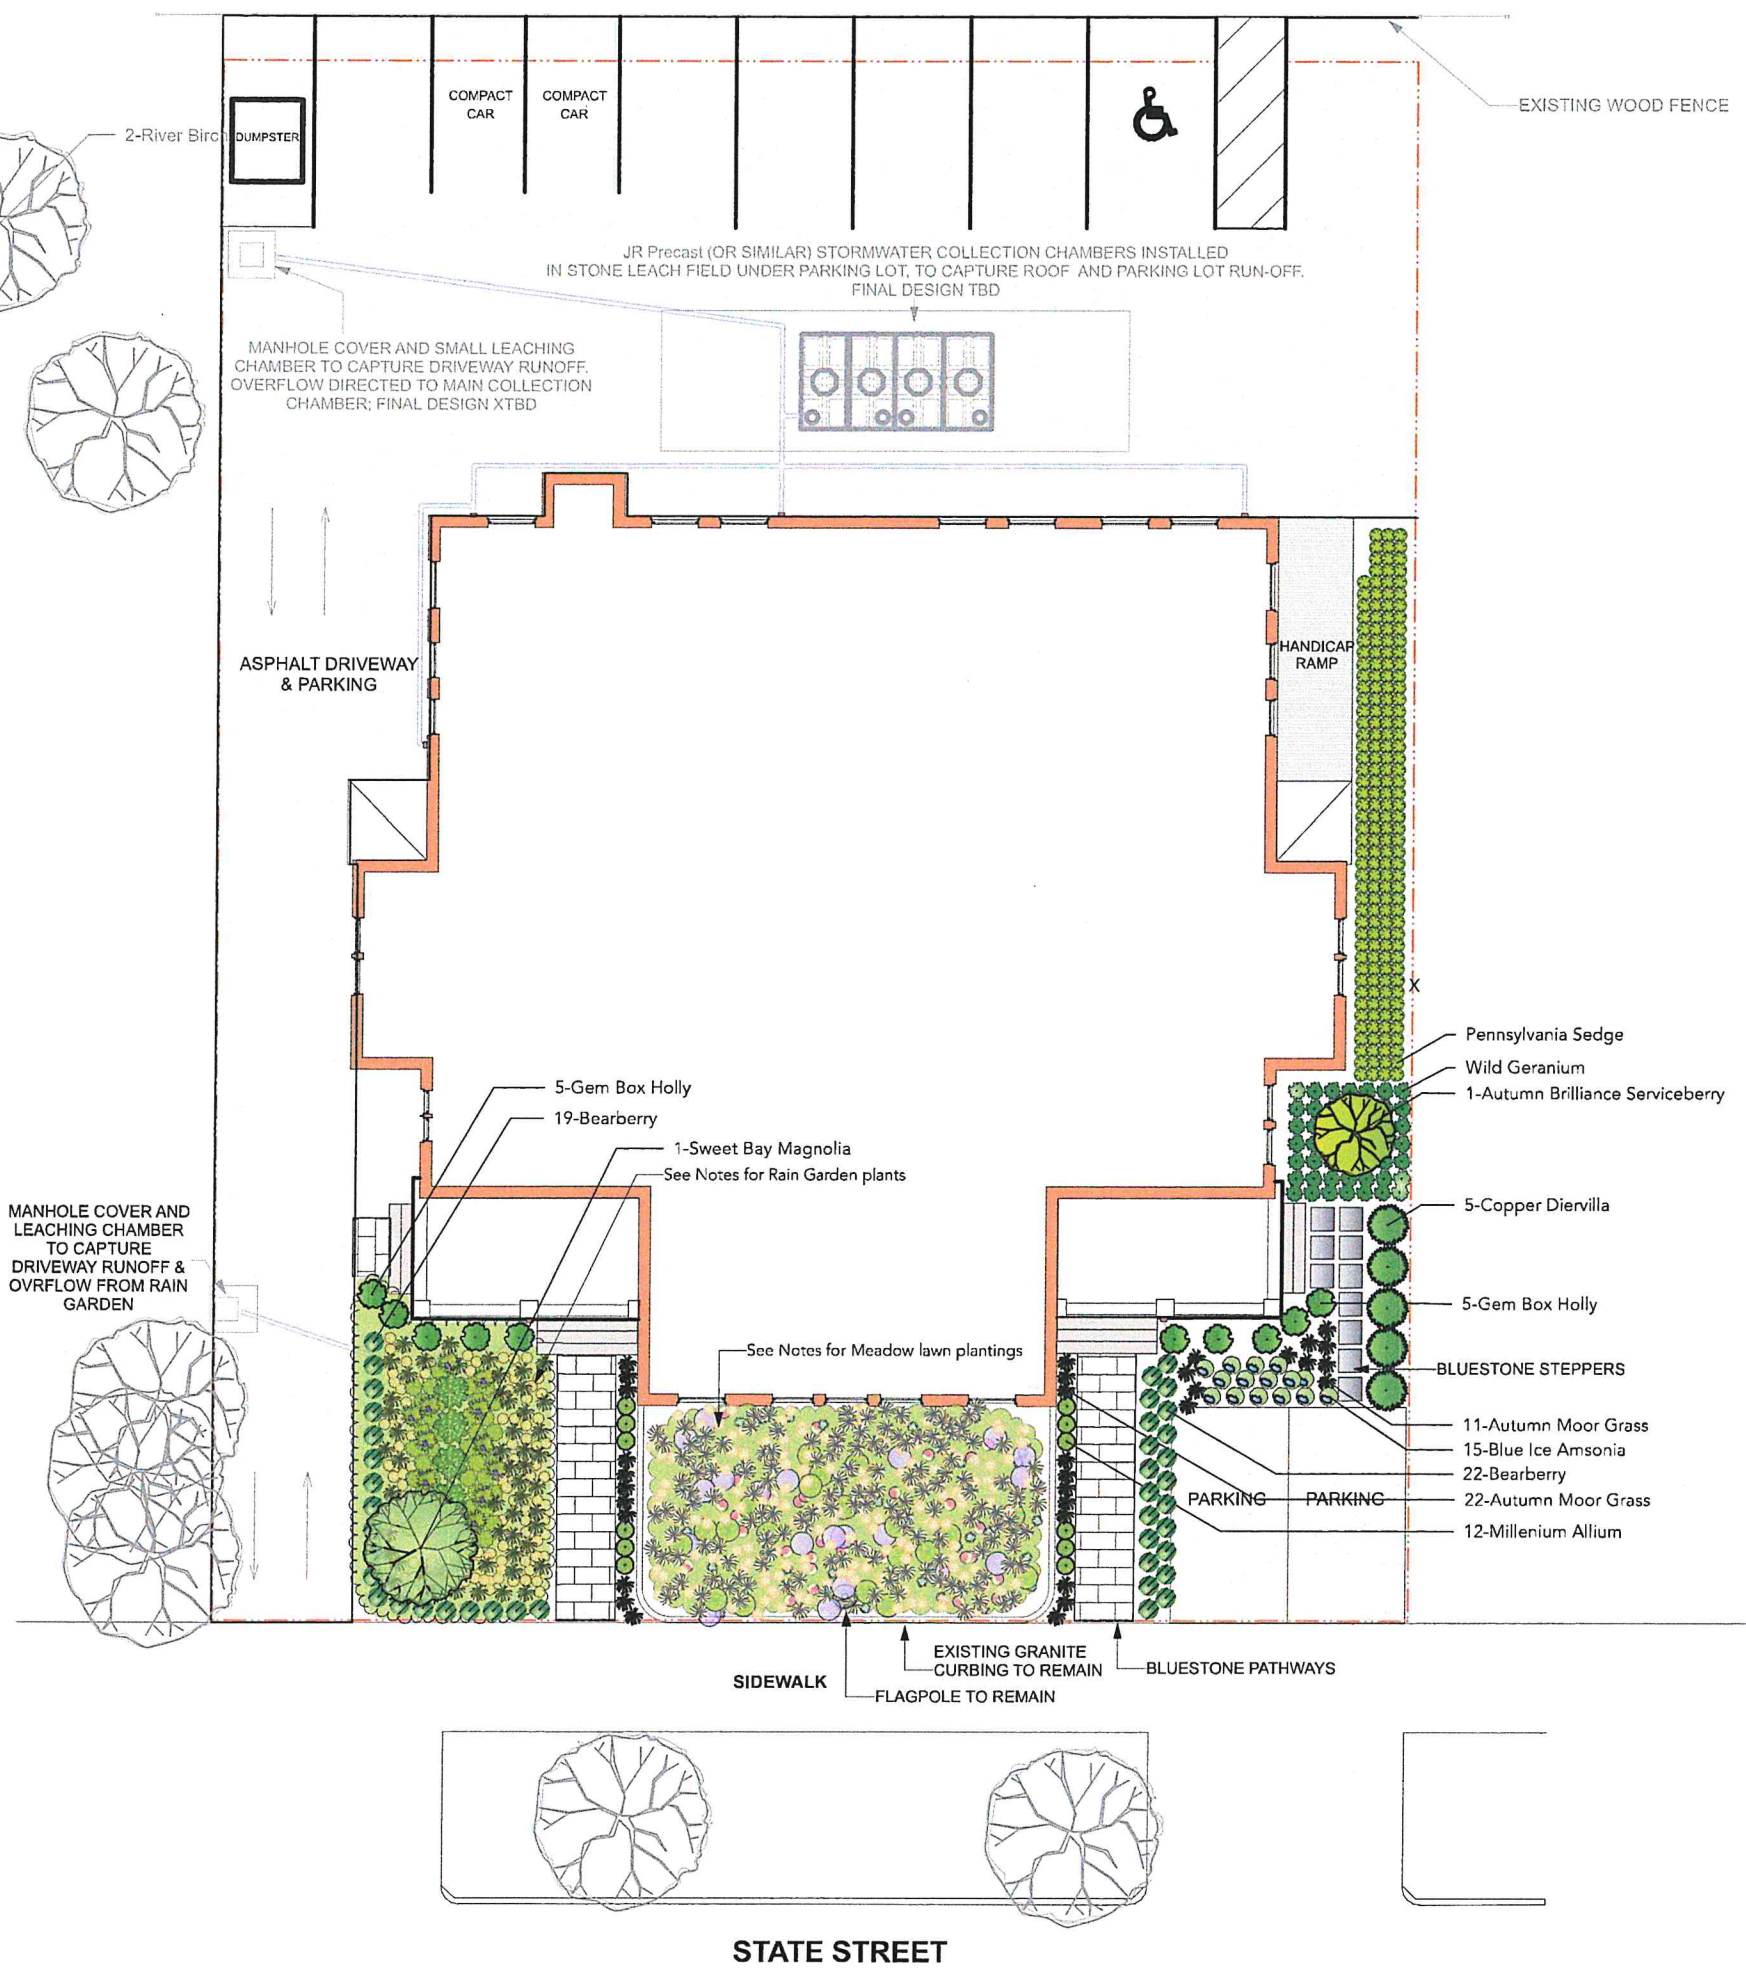 COMPACT
CAR
COMPACT
CAR
EXISTING WOOD FENCE
2-River Birch
DUMPSTER
JR Precast (OR SIMILAR) STORMWATER COLLECTION CHAMBERS INSTALLED
IN STONE LEACH FIELD UNDER PARKING LOT, TO CAPTURE ROOF AND PARKING LOT RUN-OFF.
FINAL DESIGN TBD
MANHOLE COVER AND SMALL LEACHING
CHAMBER TO CAPTURE DRIVEWAY RUNOFF.
OVERFLOW DIRECTED TO MAIN COLLECTION
CHAMBER; FINAL DESIGN XTBD
ASPHALT DRIVEWAY
& PARKING
HANDICAP
RAMP
X
Pennsylvania Sedge
Wild Geranium
1-Autumn Brilliance Serviceberry
5-Gem Box Holly
19-Bearberry
1-Sweet Bay Magnolia
See Notes for Rain Garden plants
MANHOLE COVER AND
LEACHING CHAMBER
TO CAPTURE
DRIVEWAY RUNOFF &
OVRFLOW FROM RAIN
GARDEN
5-Copper Diervilla
5-Gem Box Holly
See Notes for Meadow lawn plantings
BLUESTONE STEPPERS
11-Autumn Moor Grass
15-Blue Ice Amsonia
22-Bearberry
PARKING
PARKING
22-Autumn Moor Grass
12-Millenium Allium
EXISTING GRANITE
CURBING TO REMAIN
BLUESTONE PATHWAYS
SIDEWALK
FLAGPOLE TO REMAIN
STATE STREET